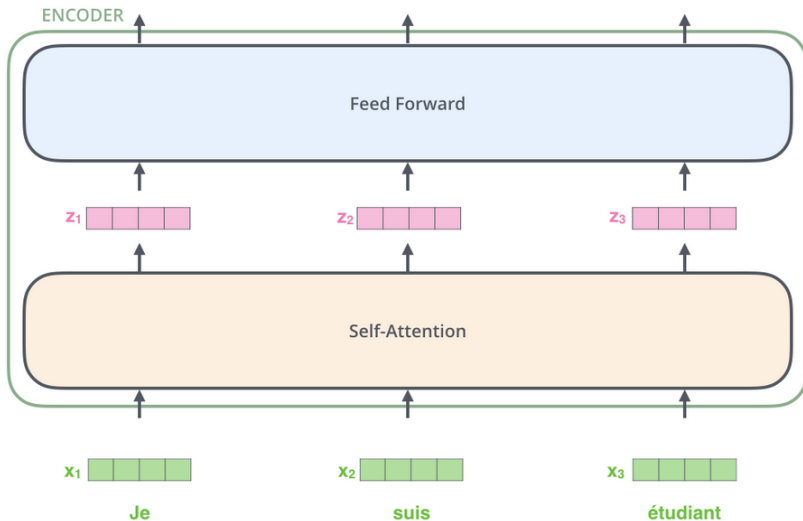 ENCODER
Feed Forward
z₁ z₂ z₃
Self-Attention
x₁ x₂ x₃
Je suis étudiant